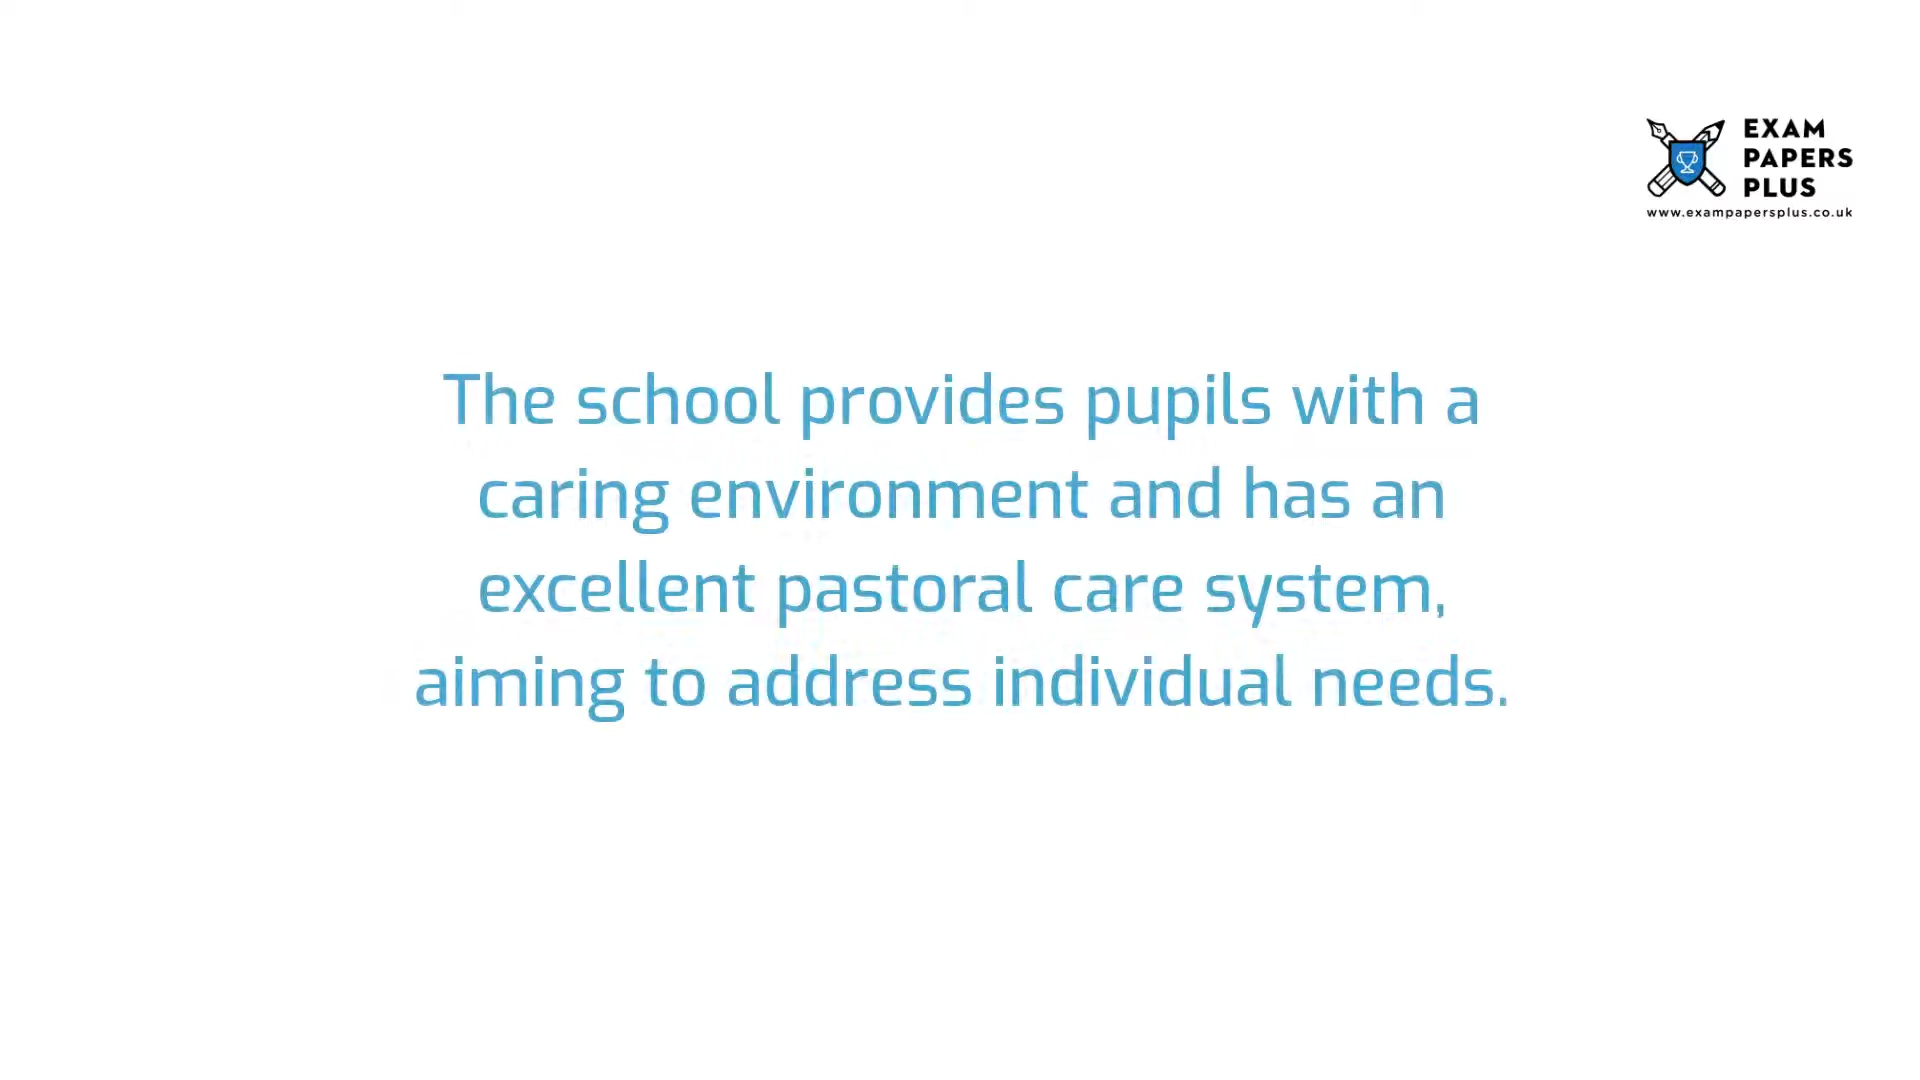 EXAM
PAPERS
PLUS
www.exampapersplus.co.uk
The school provides pupils with a
caring environment and has an
excellent pastoral care system,
aiming to address individual needs.